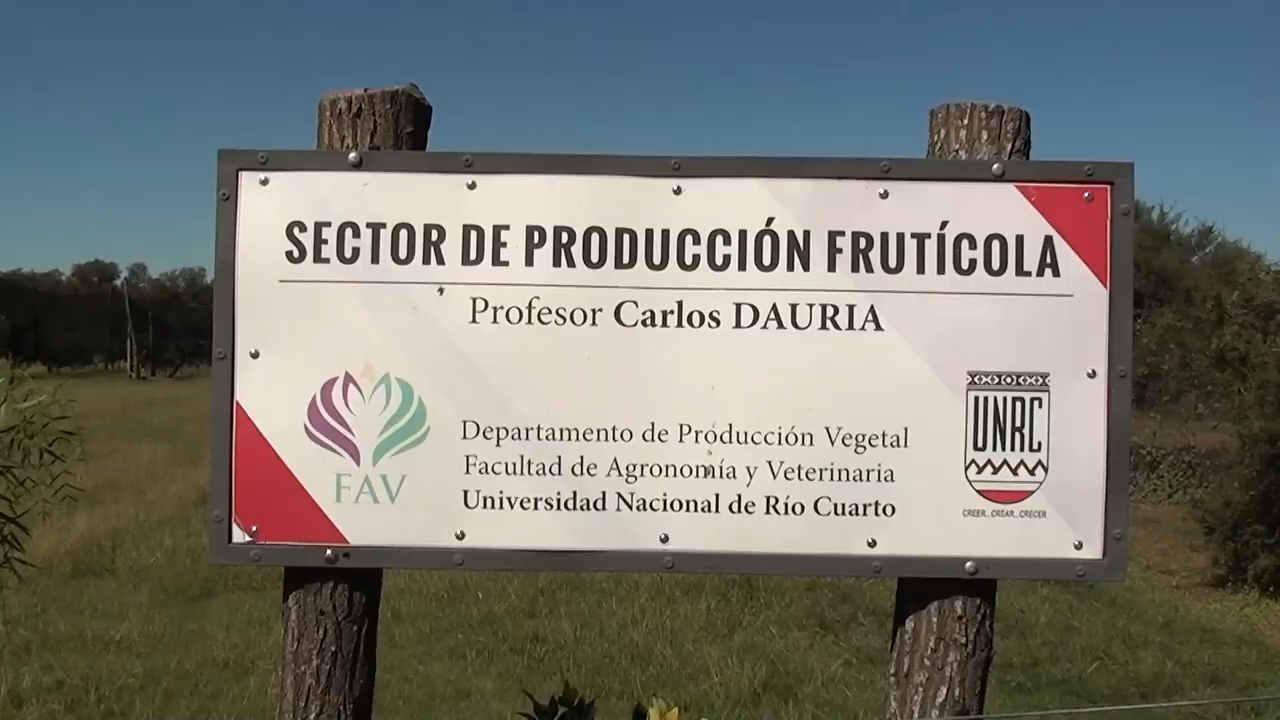 SECTOR DE PRODUCCIÓN FRUTÍCOLA
Profesor Carlos DAURIA
FAV
Departamento de Producción Vegetal
Facultad de Agronomía y Veterinaria
Universidad Nacional de Río Cuarto
UNRC
CREER...CREAR...CRECER